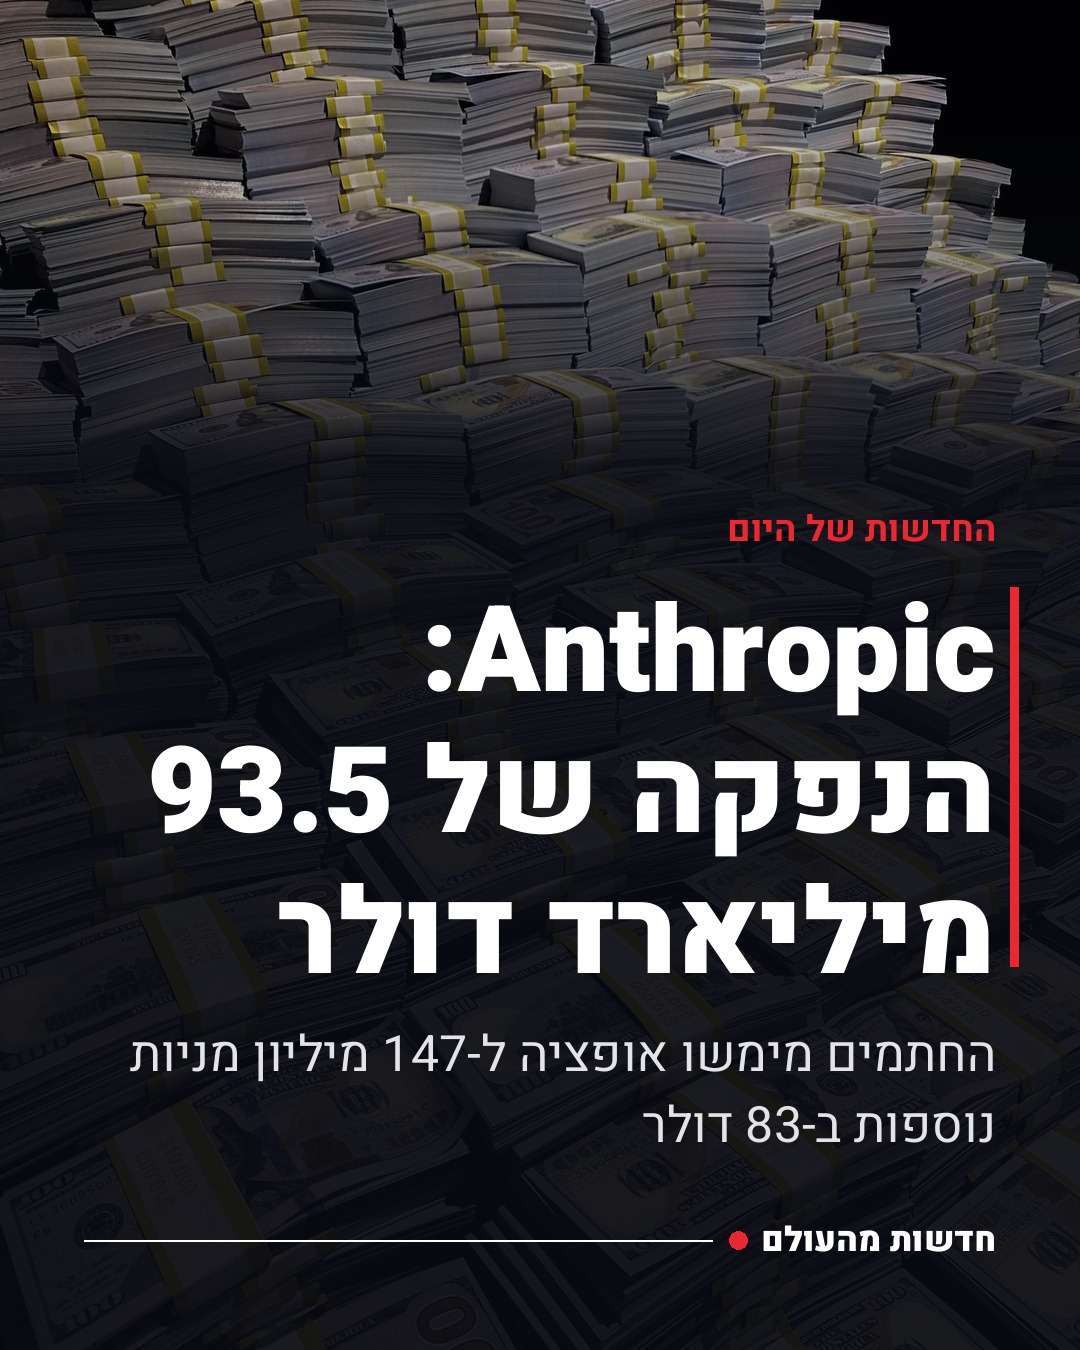 החדשות של היום
Anthropic:
הנפקה של 93.5
מיליארד דולר
החתמים מימשו אופציה ל-147 מיליון מניות
נוספות ב-83 דולר
חדשות מהעולם